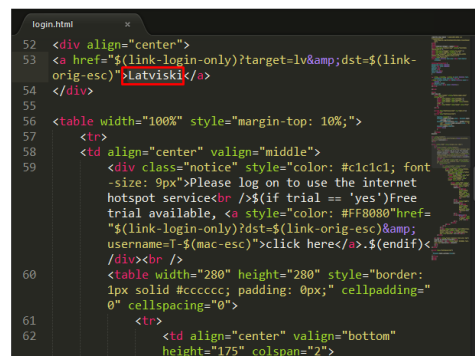 login.html ×
52 <div align="center">
53 <a href="$(link-login-only)?target=lv&amp;dst=$(link-
orig-esc)">Latviski</a>
54 </div>
55
56 <table width="100%" style="margin-top: 10%;">
57 <tr>
58 <td align="center" valign="middle">
59 <div class="notice" style="color: #c1c1c1; font
-size: 9px">Please log on to use the internet
hotspot service<br />$(if trial == 'yes')Free
trial available, <a style="color: #FF8080"href=
"$(link-login-only)?dst=$(link-orig-esc)&amp;
username=T-$(mac-esc)">click here</a>.$(endif)<
/div><br />
60 <table width="280" height="280" style="border:
1px solid #cccccc; padding: 0px;" cellpadding="
0" cellspacing="0">
61 <tr>
62 <td align="center" valign="bottom"
height="175" colspan="2">